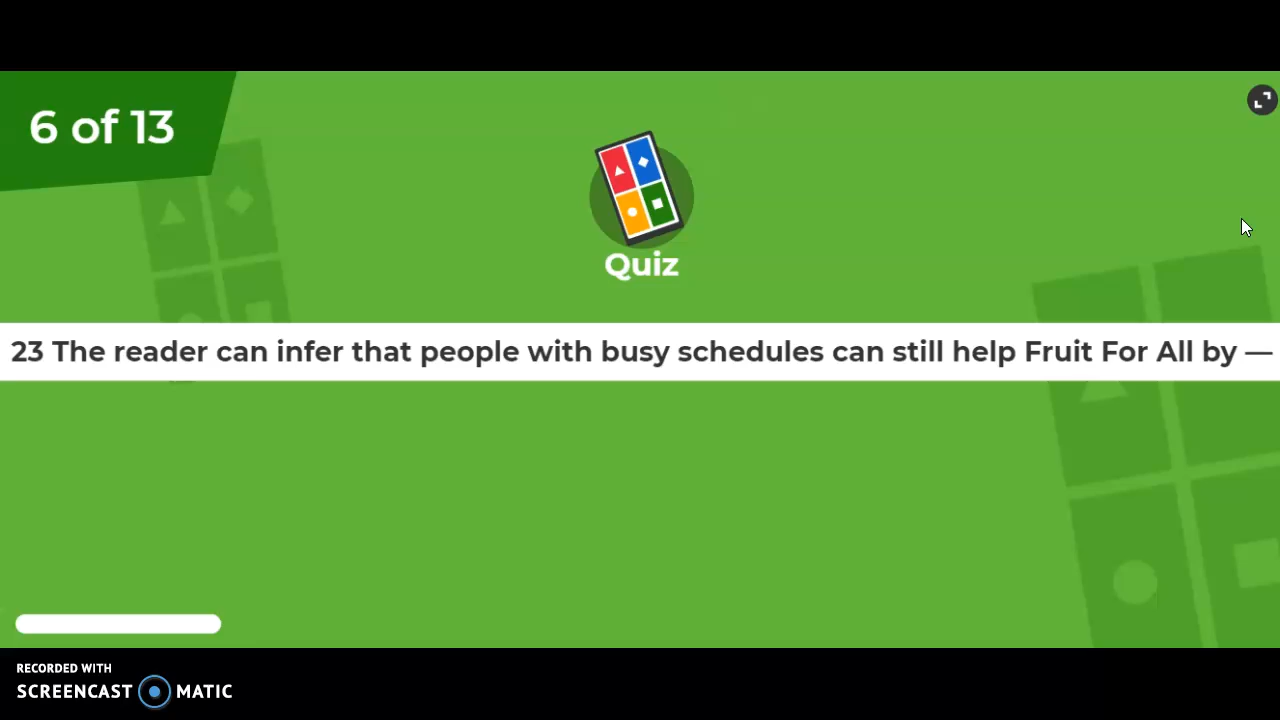 6 of 13
Quiz
23 The reader can infer that people with busy schedules can still help Fruit For All by —
RECORDED WITH
SCREENCAST MATIC